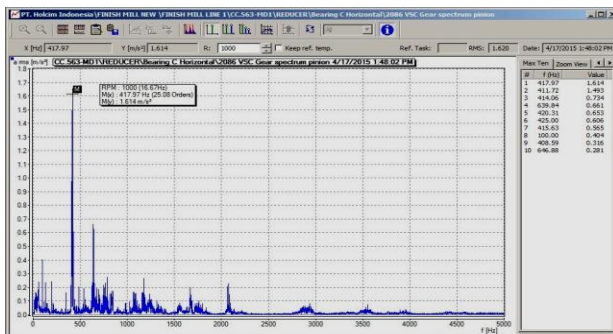 PT. Holcim Indonesia\FINISH MILL NEW \FINISH MILL LINE 1\CC.563-MD1\REDUCER\Bearing C Horizontal\2086 VSC Gear spectrum pinion
All
X [Hz] 417.97 Y [m/s²] 1.614 R: 1000 Keep ref. temp. Ref. Task: RMS: 1.628 Date: 4/17/2015 1:48:02 PM
a-rms [m/s²] CC.563-MD1\REDUCER\Bearing C Horizontal\2086 VSC Gear spectrum pinion 4/17/2015 1:48:02 PM
M
RPM : 1000 (16.67Hz)
M(x) : 417.97 Hz (25.08 Orders)
M(y) : 1.614 m/s²
1.8
1.7
1.6
1.5
1.4
1.3
1.2
1.1
1.0
0.9
0.8
0.7
0.6
0.5
0.4
0.3
0.2
0.1
0.0
0 500 1000 1500 2000 2500 3000 3500 4000 4500 5000
f [Hz]
Max Ten Zoom View
# f (Hz) Value
1 417.97 1.614
2 411.72 1.493
3 414.06 0.734
4 639.84 0.661
5 420.31 0.653
6 425.00 0.606
7 415.63 0.565
8 100.00 0.404
9 408.59 0.316
10 646.88 0.281